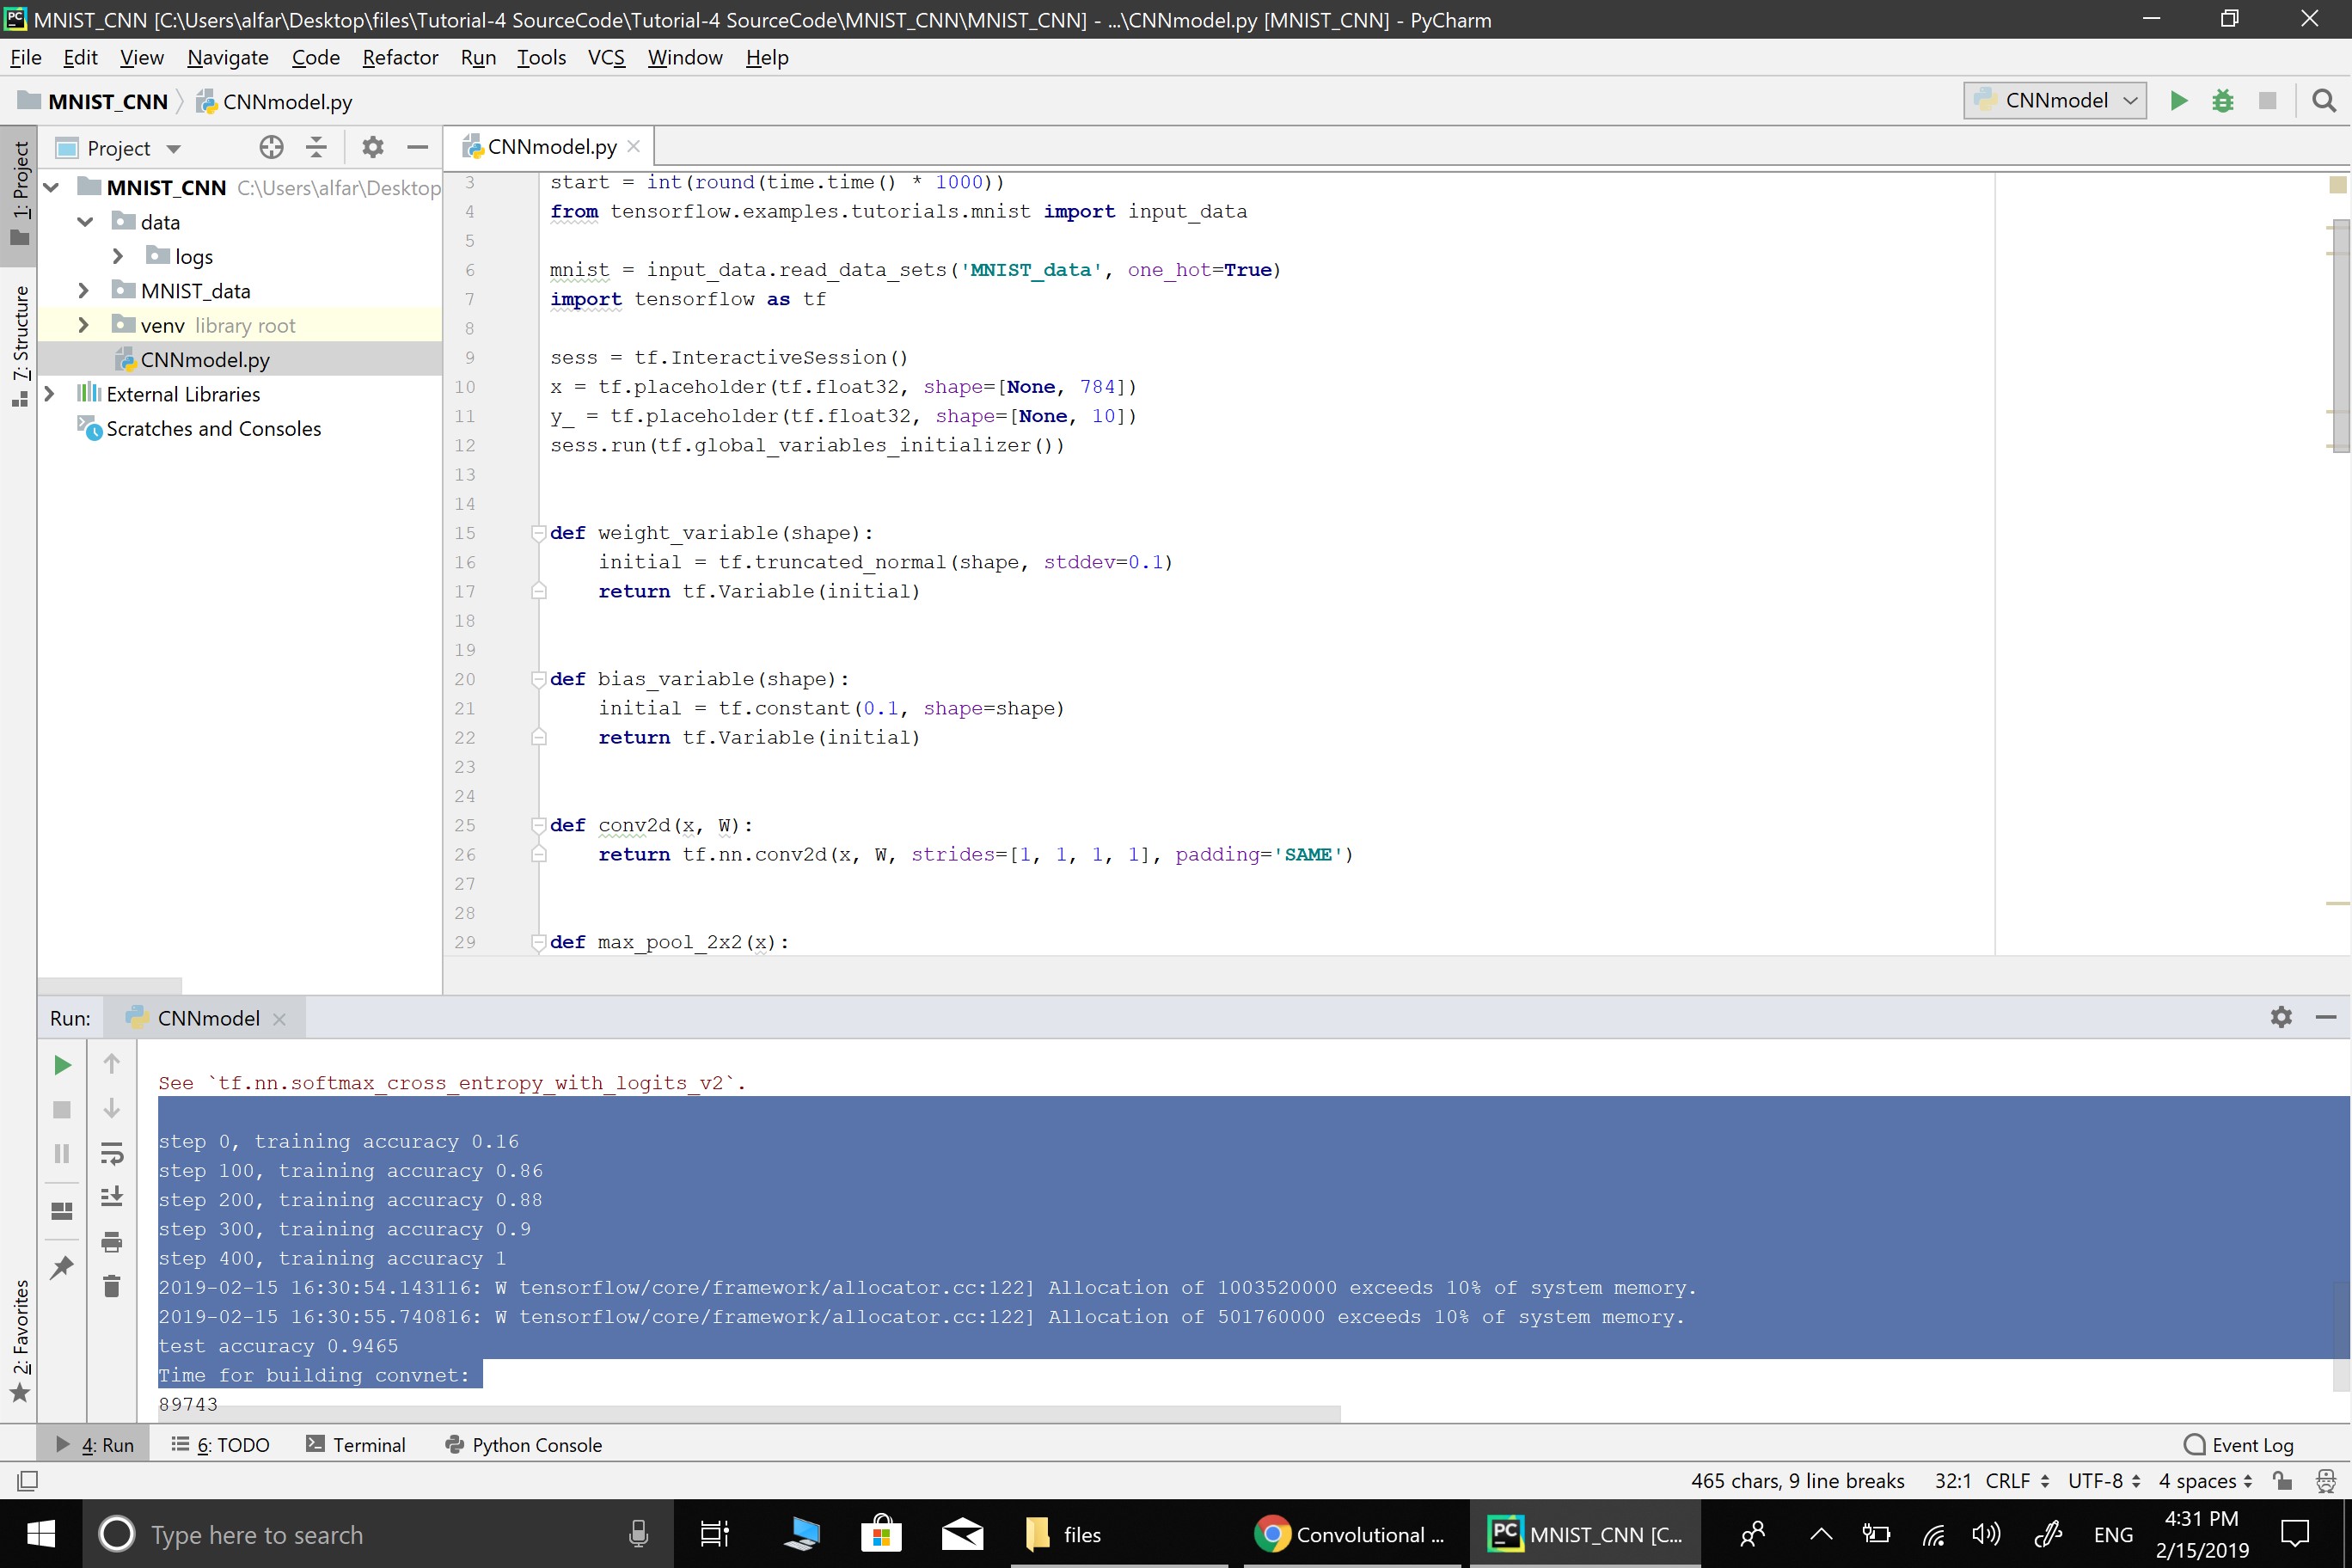 MNIST_CNN [C:\Users\alfar\Desktop\files\Tutorial-4 SourceCode\Tutorial-4 SourceCode\MNIST_CNN\MNIST_CNN] - ...\CNNmodel.py [MNIST_CNN] - PyCharm
File Edit View Navigate Code Refactor Run Tools VCS Window Help
MNIST_CNN CNNmodel.py CNNmodel
Project
CNNmodel.py
1: Project
7: Structure
2: Favorites
MNIST_CNN C:\Users\alfar\Desktop
data
logs
MNIST_data
venv library root
CNNmodel.py
External Libraries
Scratches and Consoles
3 start = int(round(time.time() * 1000))
4 from tensorflow.examples.tutorials.mnist import input_data
5
6 mnist = input_data.read_data_sets('MNIST_data', one_hot=True)
7 import tensorflow as tf
8
9 sess = tf.InteractiveSession()
10 x = tf.placeholder(tf.float32, shape=[None, 784])
11 y_ = tf.placeholder(tf.float32, shape=[None, 10])
12 sess.run(tf.global_variables_initializer())
13
14
15 def weight_variable(shape):
16 initial = tf.truncated_normal(shape, stddev=0.1)
17 return tf.Variable(initial)
18
19
20 def bias_variable(shape):
21 initial = tf.constant(0.1, shape=shape)
22 return tf.Variable(initial)
23
24
25 def conv2d(x, W):
26 return tf.nn.conv2d(x, W, strides=[1, 1, 1, 1], padding='SAME')
27
28
29 def max_pool_2x2(x):
Run: CNNmodel
See `tf.nn.softmax_cross_entropy_with_logits_v2`.
step 0, training accuracy 0.16
step 100, training accuracy 0.86
step 200, training accuracy 0.88
step 300, training accuracy 0.9
step 400, training accuracy 1
2019-02-15 16:30:54.143116: W tensorflow/core/framework/allocator.cc:122] Allocation of 1003520000 exceeds 10% of system memory.
2019-02-15 16:30:55.740816: W tensorflow/core/framework/allocator.cc:122] Allocation of 501760000 exceeds 10% of system memory.
test accuracy 0.9465
Time for building convnet:
89743
4: Run 6: TODO Terminal Python Console Event Log
465 chars, 9 line breaks 32:1 CRLF UTF-8 4 spaces
Type here to search files Convolutional ... MNIST_CNN [C... ENG 4:31 PM
2/15/2019